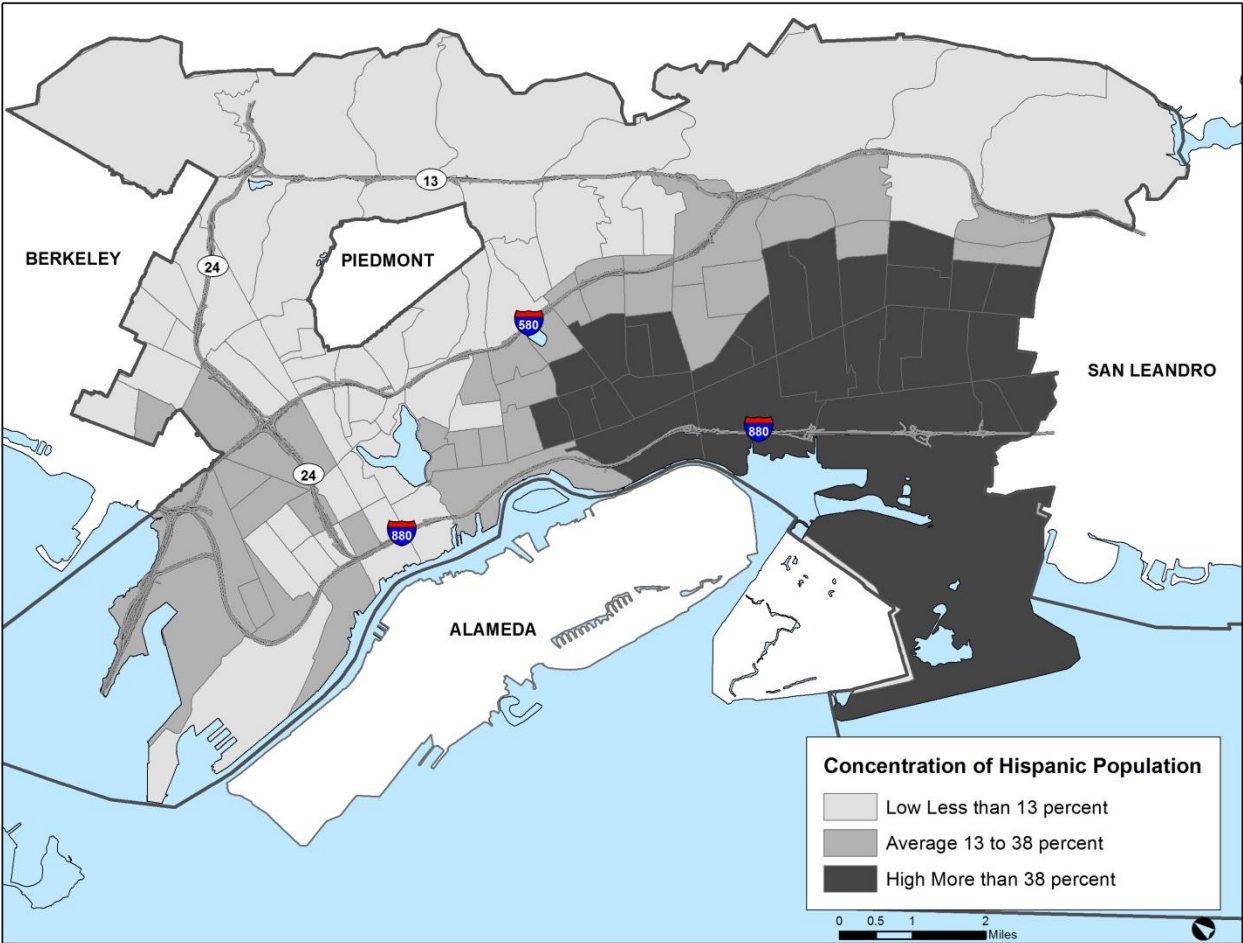 13
BERKELEY
PIEDMONT
24
580
SAN LEANDRO
880
24
880
ALAMEDA
Concentration of Hispanic Population
Low Less than 13 percent
Average 13 to 38 percent
High More than 38 percent
0 0.5 1 2
Miles